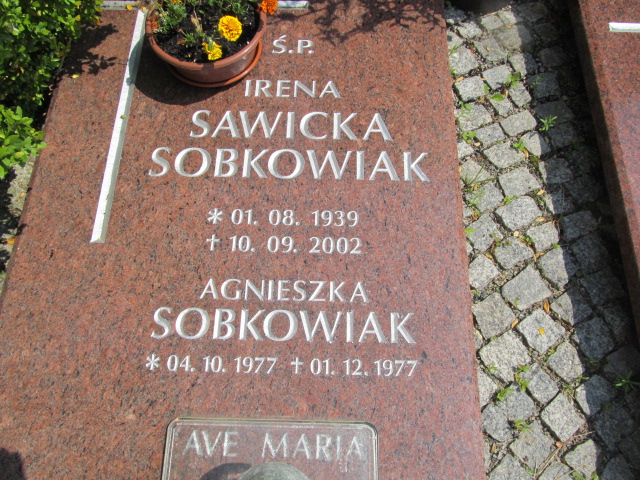 Ś.P.
IRENA
SAWICKA
SOBKOWIAK
* 01. 08. 1939
+ 10. 09. 2002
AGNIESZKA
SOBKOWIAK
* 04. 10. 1977 + 01. 12. 1977
AVE MARIA